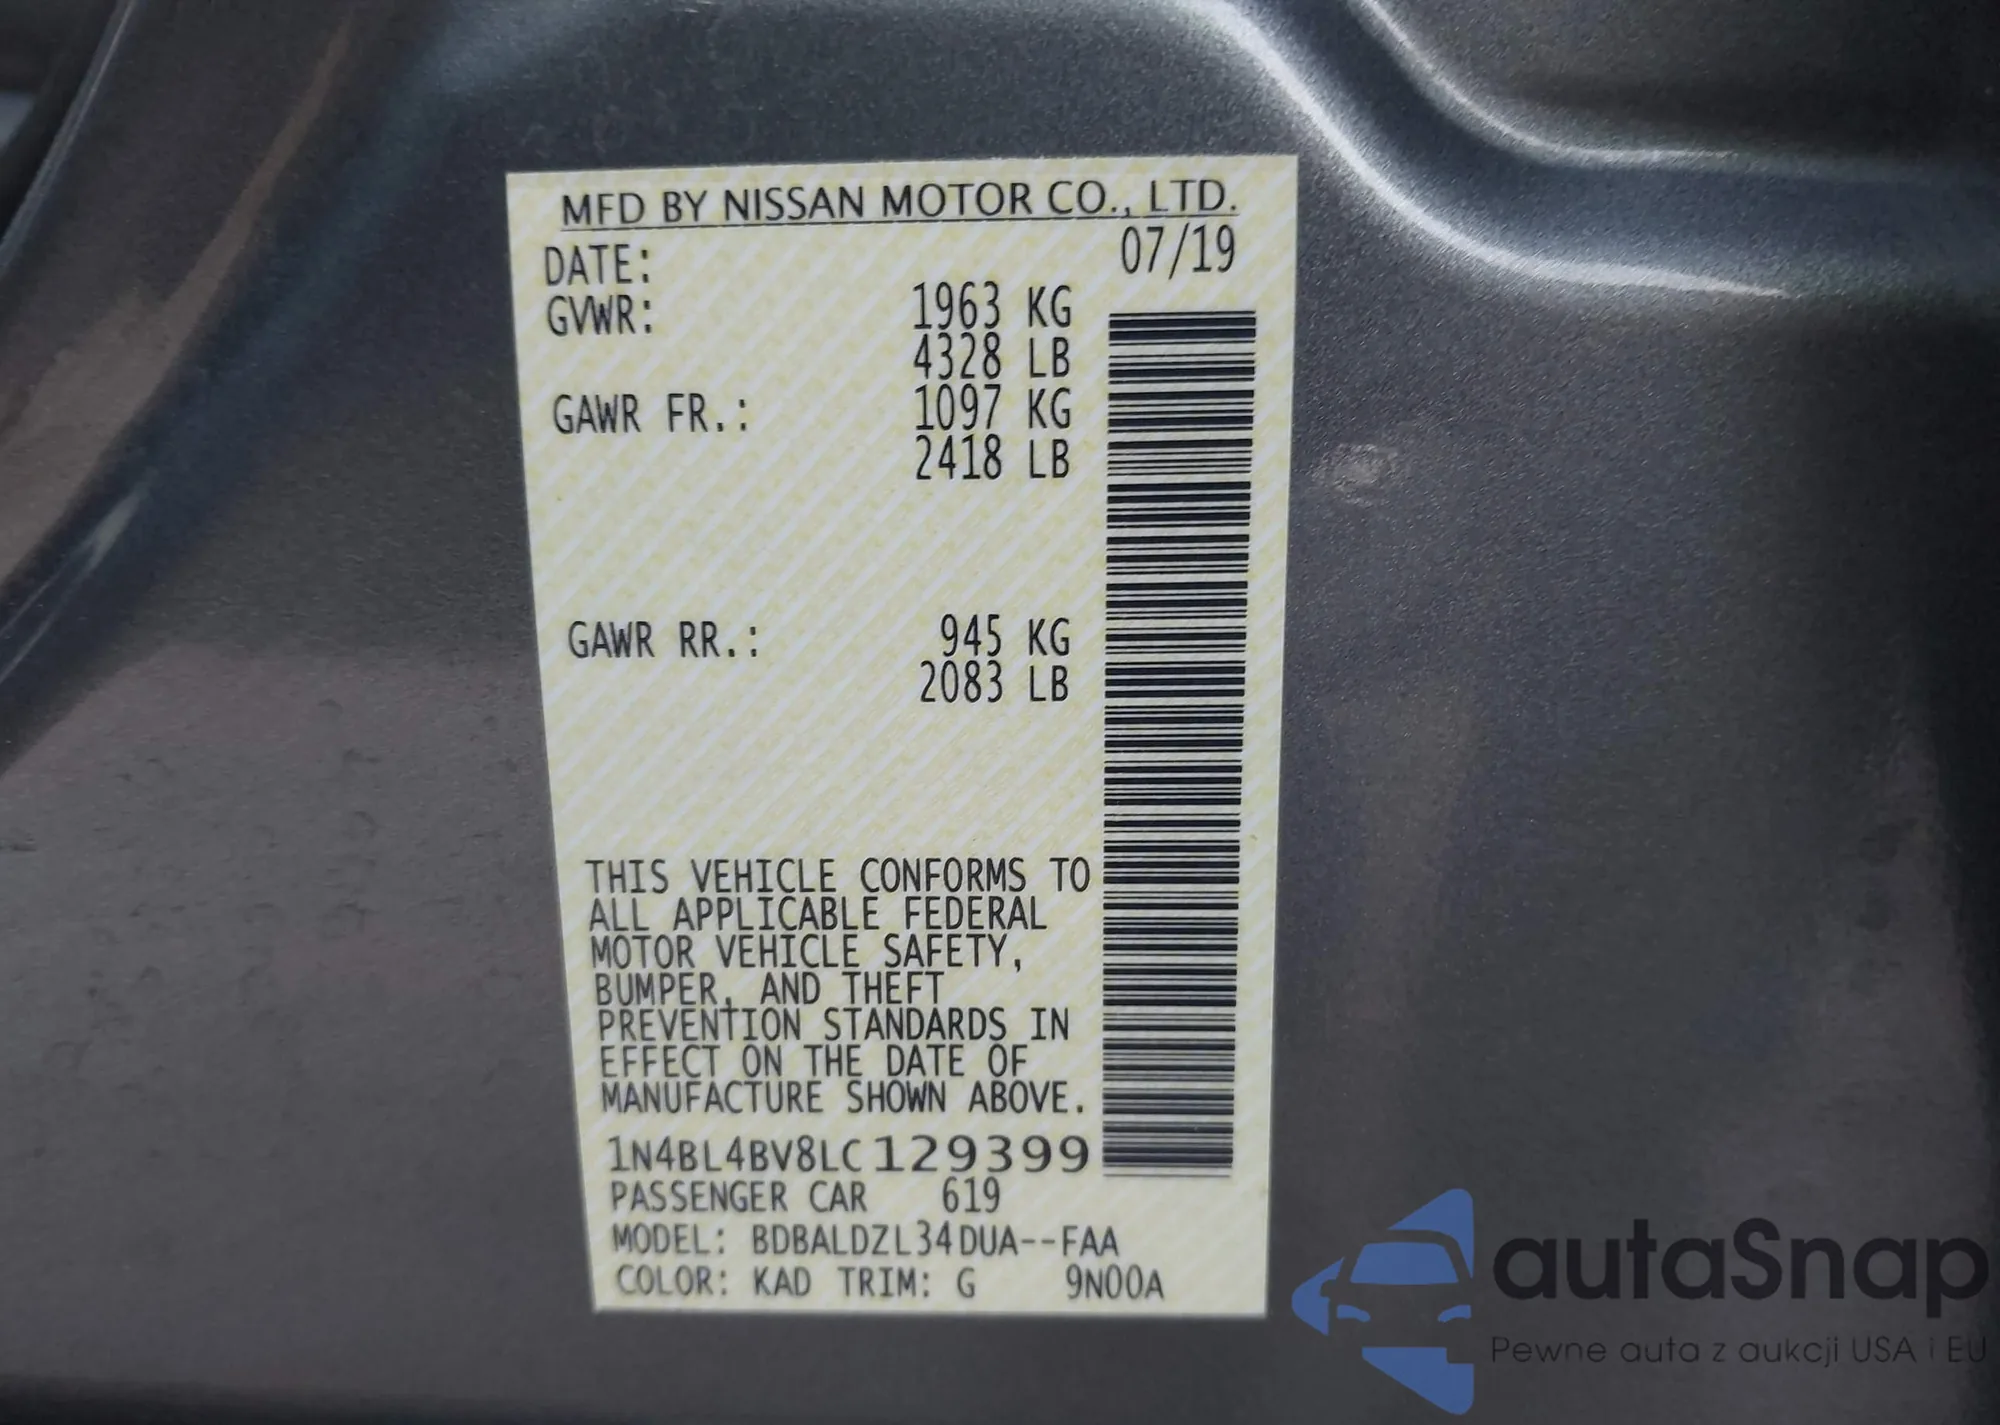 MFD BY NISSAN MOTOR CO., LTD.
DATE: 07/19
GVWR: 1963 KG
4328 LB
GAWR FR.: 1097 KG
2418 LB
GAWR RR.: 945 KG
2083 LB
THIS VEHICLE CONFORMS TO
ALL APPLICABLE FEDERAL
MOTOR VEHICLE SAFETY,
BUMPER, AND THEFT
PREVENTION STANDARDS IN
EFFECT ON THE DATE OF
MANUFACTURE SHOWN ABOVE.
1N4BL4BV8LC129399
PASSENGER CAR 619
MODEL: BDBALDZL34DUA--FAA
COLOR: KAD TRIM: G 9N00A
autaSnap
Pewne auta z aukcji USA i EU